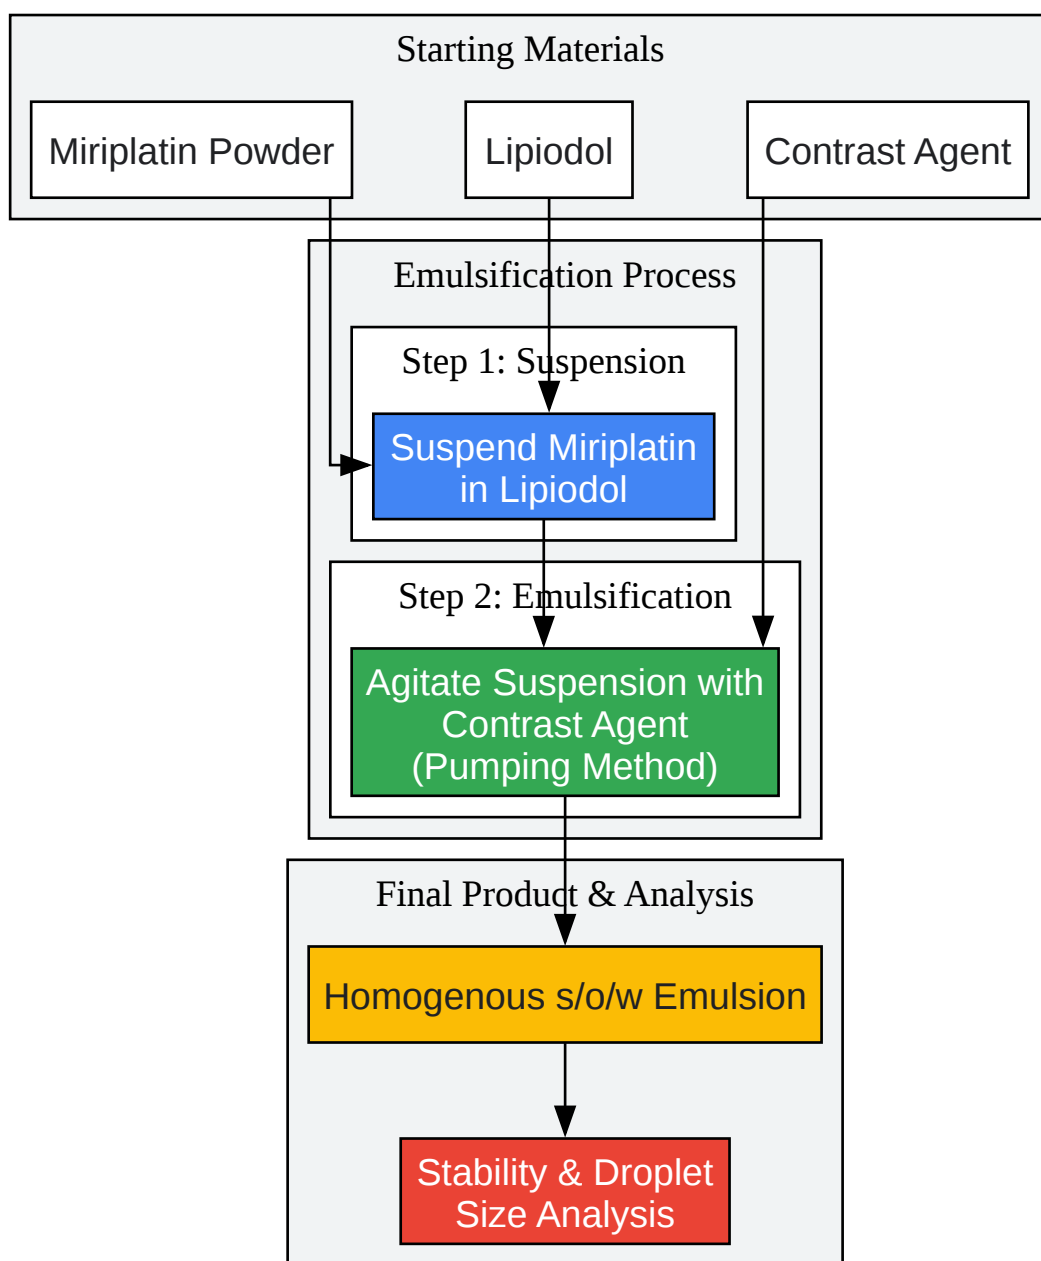 Starting Materials
Miriplatin Powder
Lipiodol
Contrast Agent
Emulsification Process
Step 1: Suspension
Suspend Miriplatin
in Lipiodol
Step 2: Emulsification
Agitate Suspension with
Contrast Agent
(Pumping Method)
Final Product & Analysis
Homogenous s/o/w Emulsion
Stability & Droplet
Size Analysis